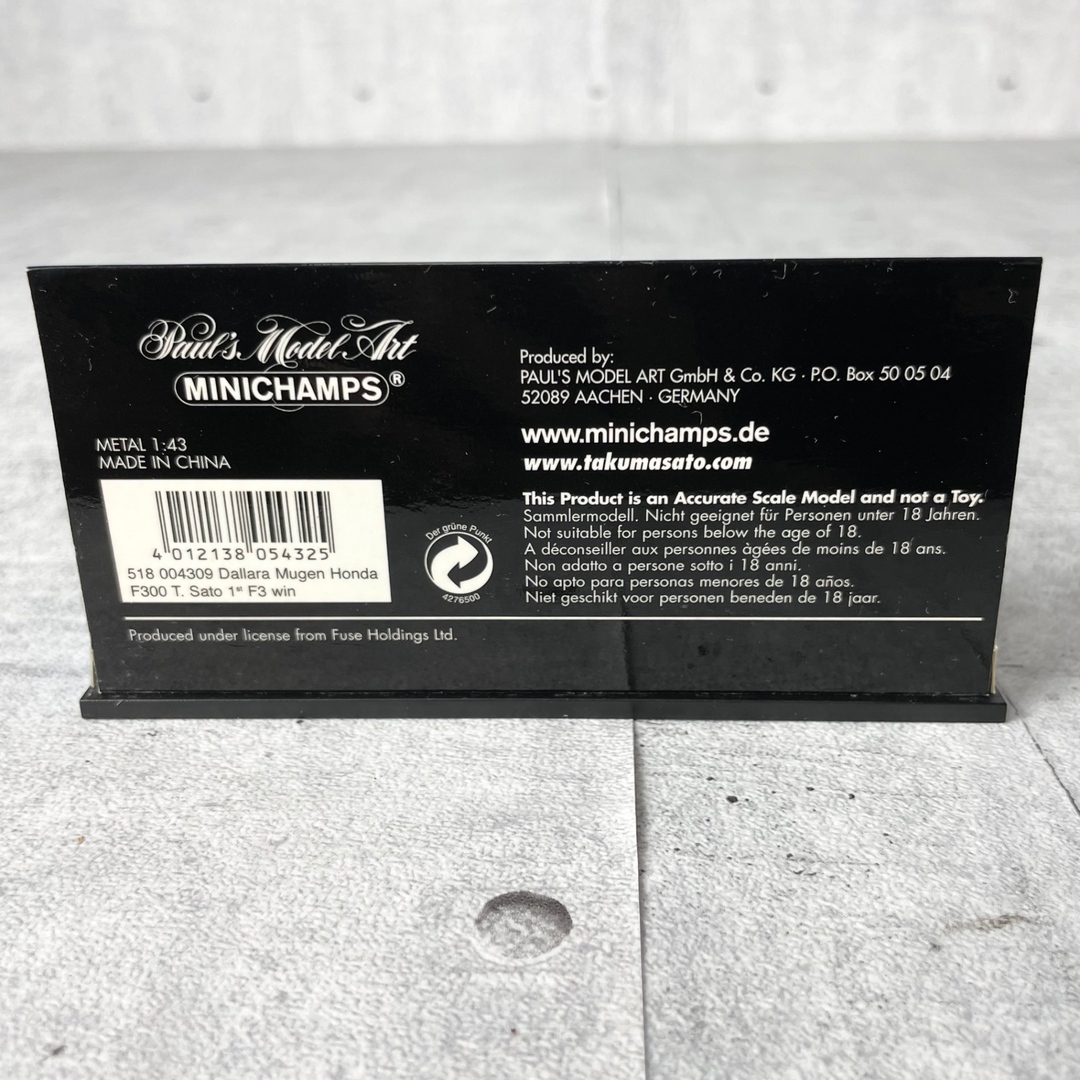 Paul's Model Art
MINICHAMPS®
METAL 1:43
MADE IN CHINA
4 012138 054325
518 004309 Dallara Mugen Honda
F300 T. Sato 1st F3 win
Der grüne Punkt
4276500
Produced by:
PAUL'S MODEL ART GmbH & Co. KG · P.O. Box 50 05 04
52089 AACHEN · GERMANY
www.minichamps.de
www.takumasato.com
This Product is an Accurate Scale Model and not a Toy.
Sammlermodell. Nicht geeignet für Personen unter 18 Jahren.
Not suitable for persons below the age of 18.
A déconseiller aux personnes àgées de moins de 18 ans.
Non adatto a persone sotto i 18 anni.
No apto para personas menores de 18 años.
Niet geschikt voor personen beneden de 18 jaar.
Produced under license from Fuse Holdings Ltd.